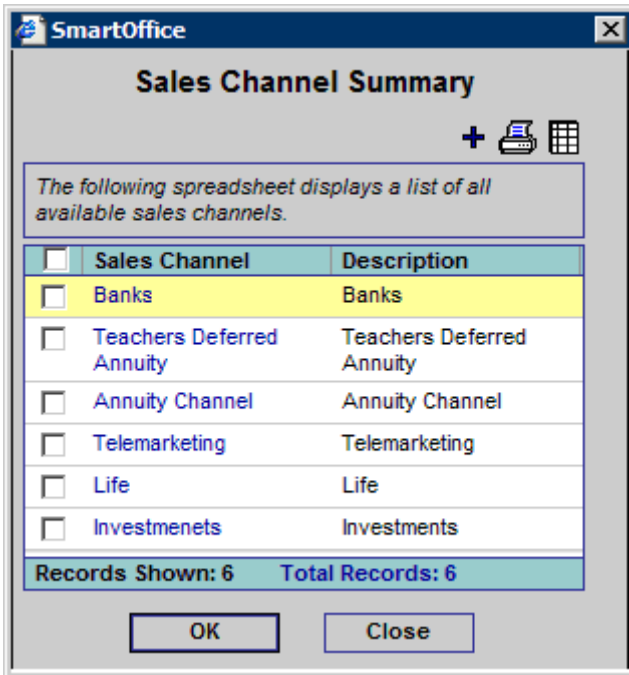 SmartOffice
Sales Channel Summary
The following spreadsheet displays a list of all
available sales channels.
Sales Channel Description
Banks Banks
Teachers Deferred Teachers Deferred
Annuity Annuity
Annuity Channel Annuity Channel
Telemarketing Telemarketing
Life Life
Investmenets Investments
Records Shown: 6 Total Records: 6
OK Close